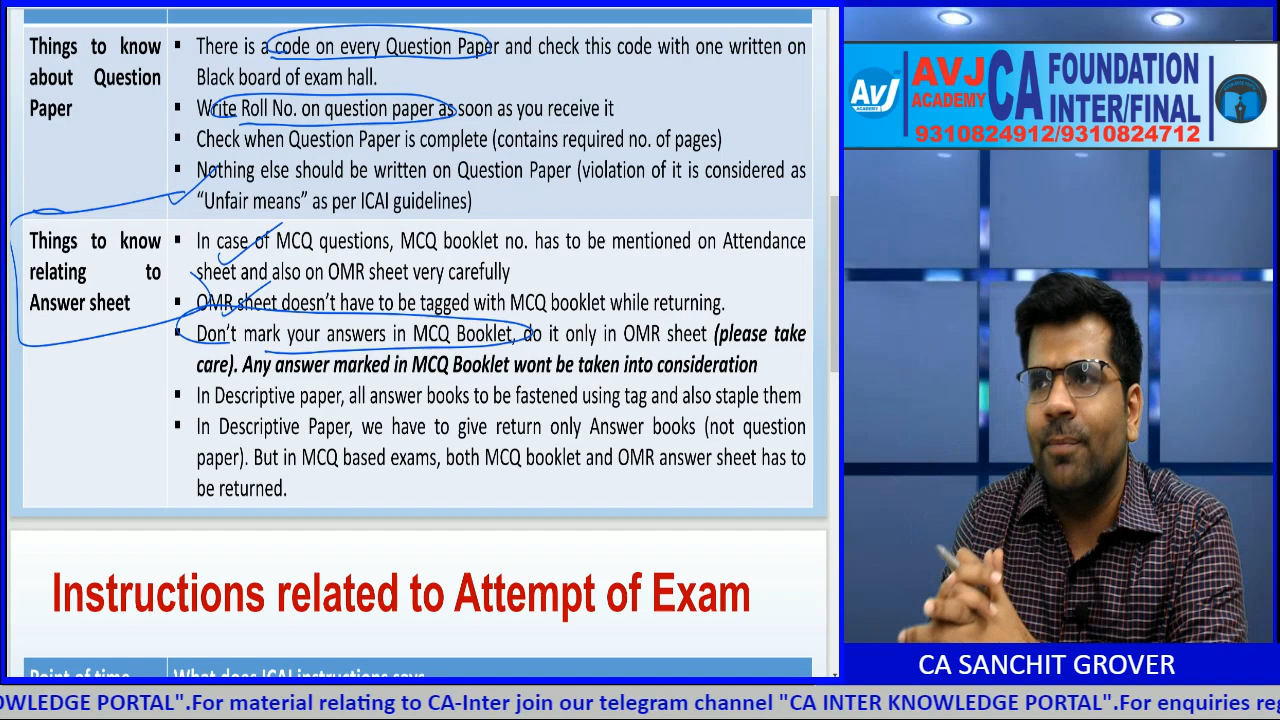 Things to know
about Question
Paper
▪ There is a code on every Question Paper and check this code with one written on
Black board of exam hall.
▪ Write Roll No. on question paper as soon as you receive it
▪ Check when Question Paper is complete (contains required no. of pages)
▪ Nothing else should be written on Question Paper (violation of it is considered as
“Unfair means” as per ICAI guidelines)
Things to know
relating to
Answer sheet
▪ In case of MCQ questions, MCQ booklet no. has to be mentioned on Attendance
sheet and also on OMR sheet very carefully
▪ OMR sheet doesn’t have to be tagged with MCQ booklet while returning.
▪ Don’t mark your answers in MCQ Booklet, do it only in OMR sheet (please take
care). Any answer marked in MCQ Booklet wont be taken into consideration
▪ In Descriptive paper, all answer books to be fastened using tag and also staple them
▪ In Descriptive Paper, we have to give return only Answer books (not question
paper). But in MCQ based exams, both MCQ booklet and OMR answer sheet has to
be returned.
Instructions related to Attempt of Exam
Point of time What does ICAI instructions says
AVJ
AVJ
ACADEMY
CA
FOUNDATION
INTER/FINAL
9310824912/9310824712
CA SANCHIT GROVER
OWLEDGE PORTAL".For material relating to CA-Inter join our telegram channel "CA INTER KNOWLEDGE PORTAL".For enquiries reg